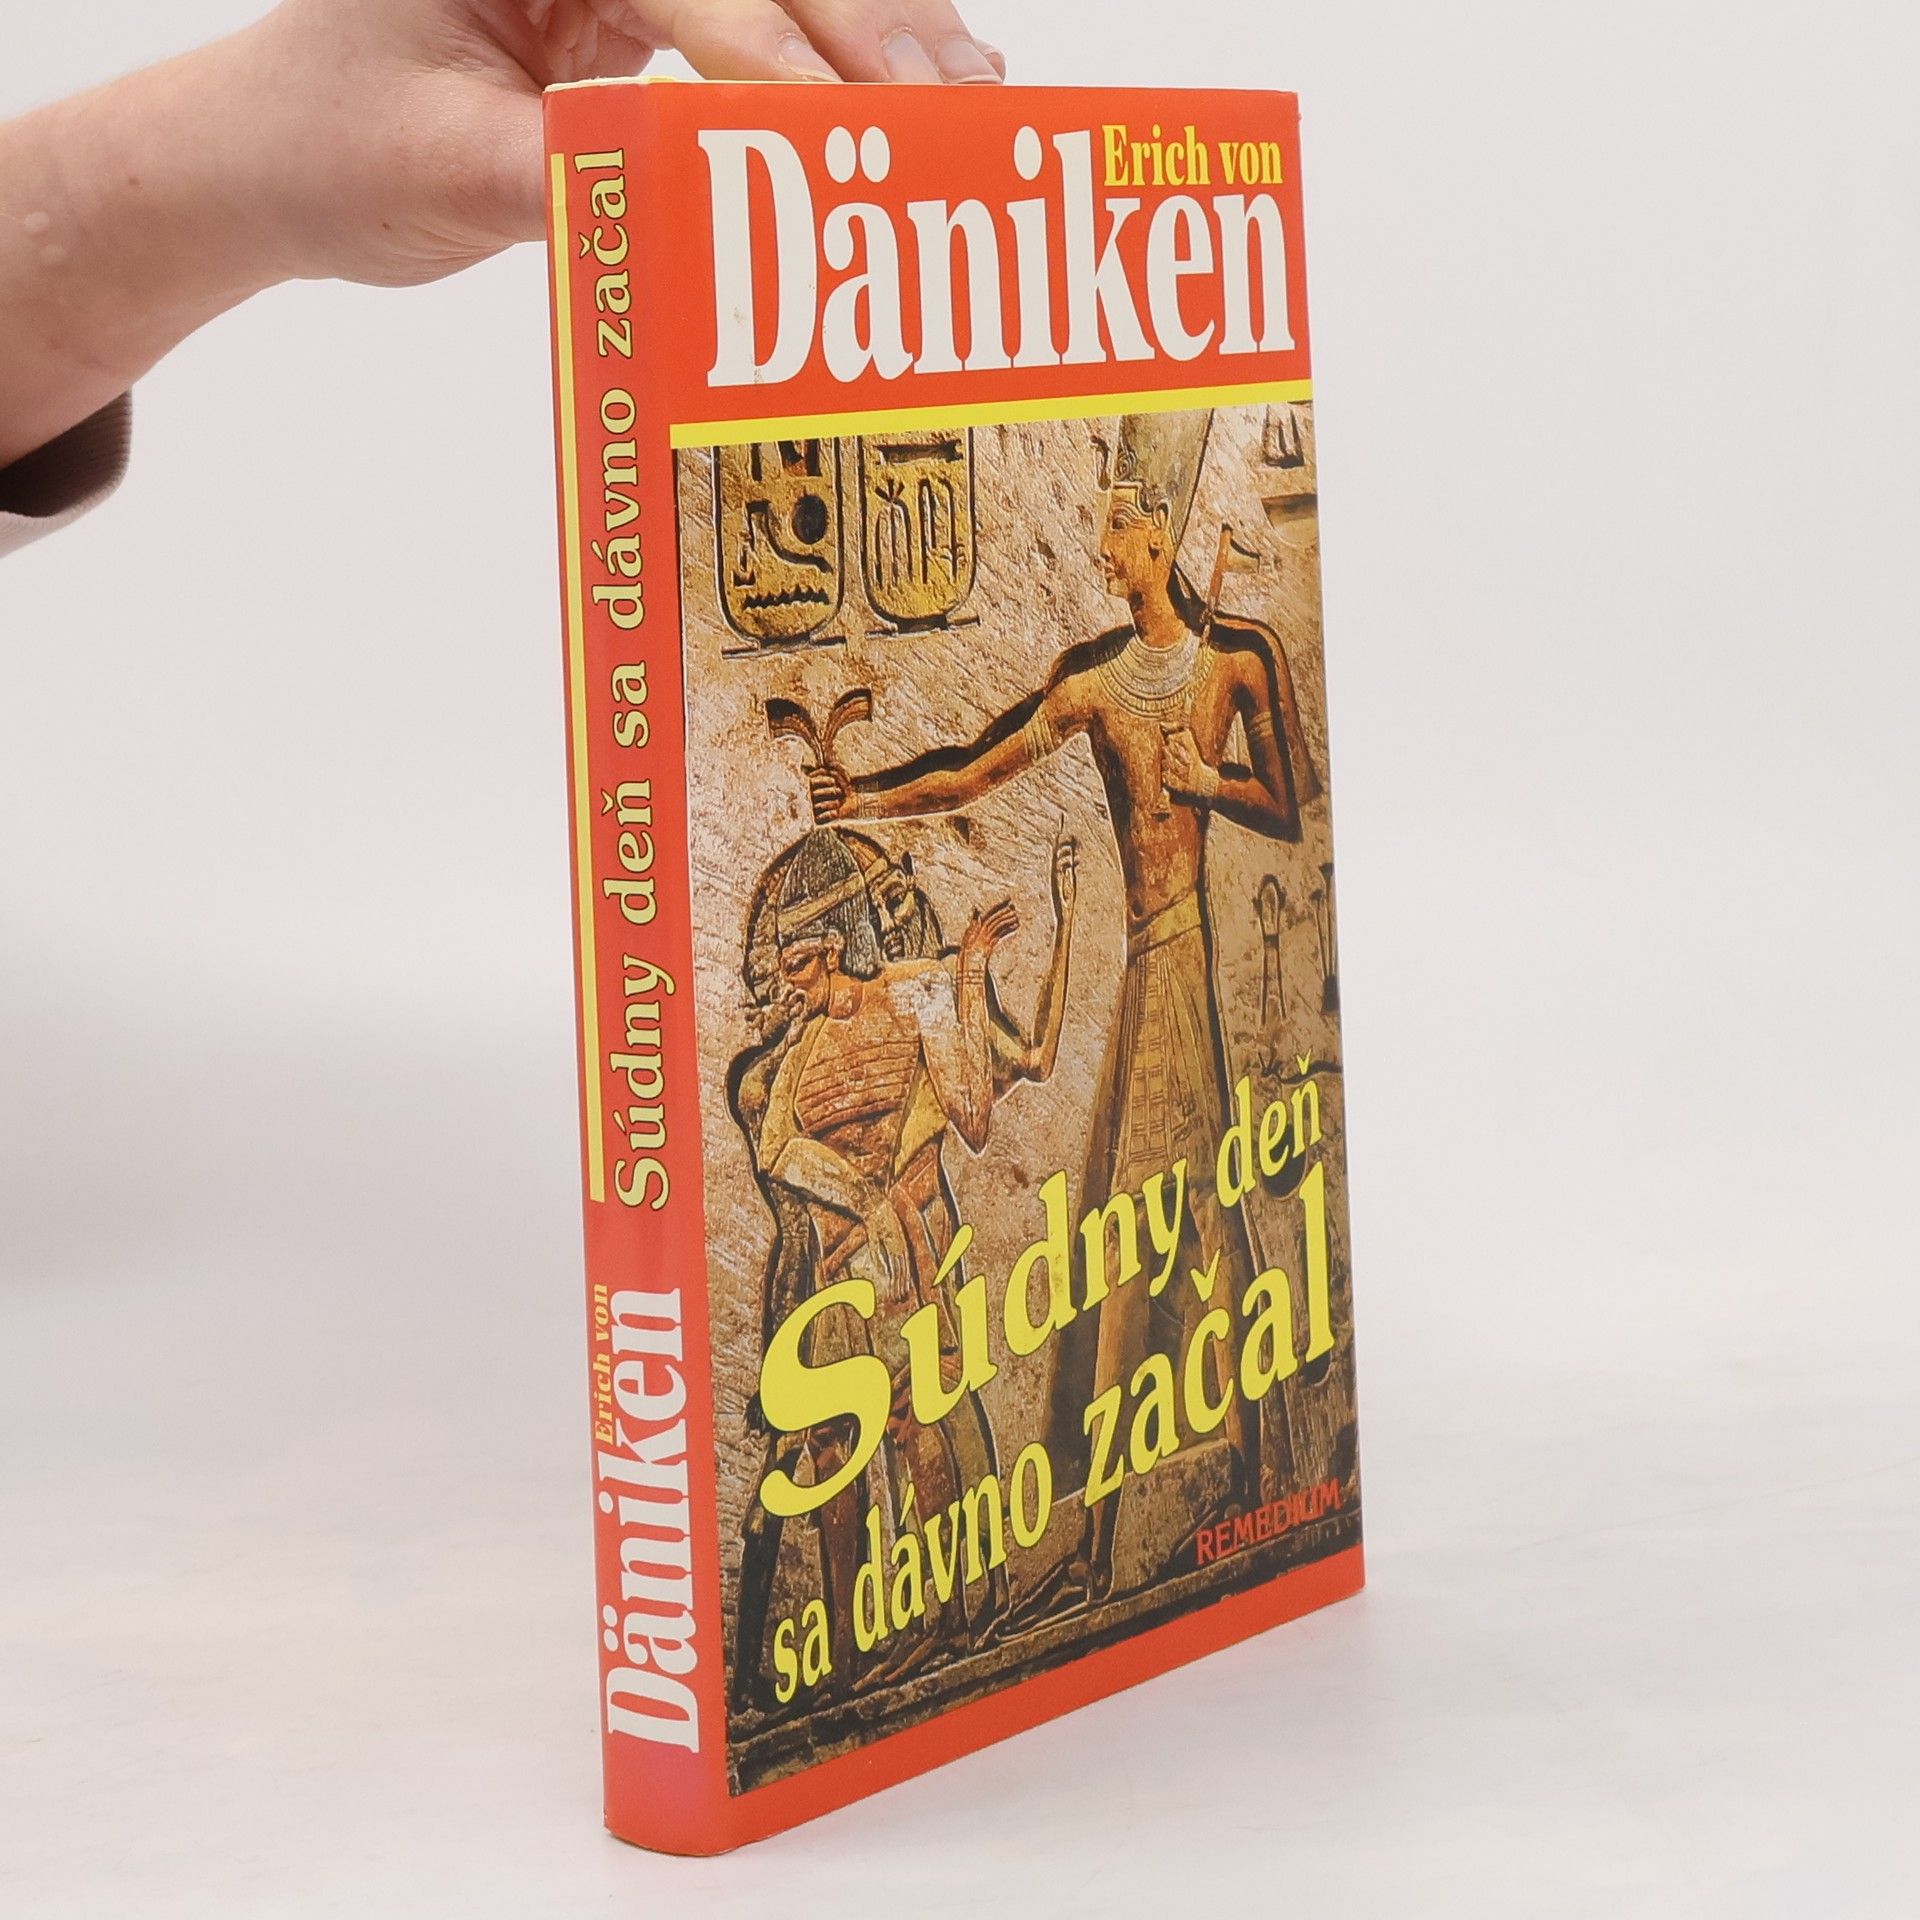 Erich von
Däniken
Súdny deň
sa dávno začal
REMEDIUM
Erich von
Däniken
Súdny deň sa dávno začal